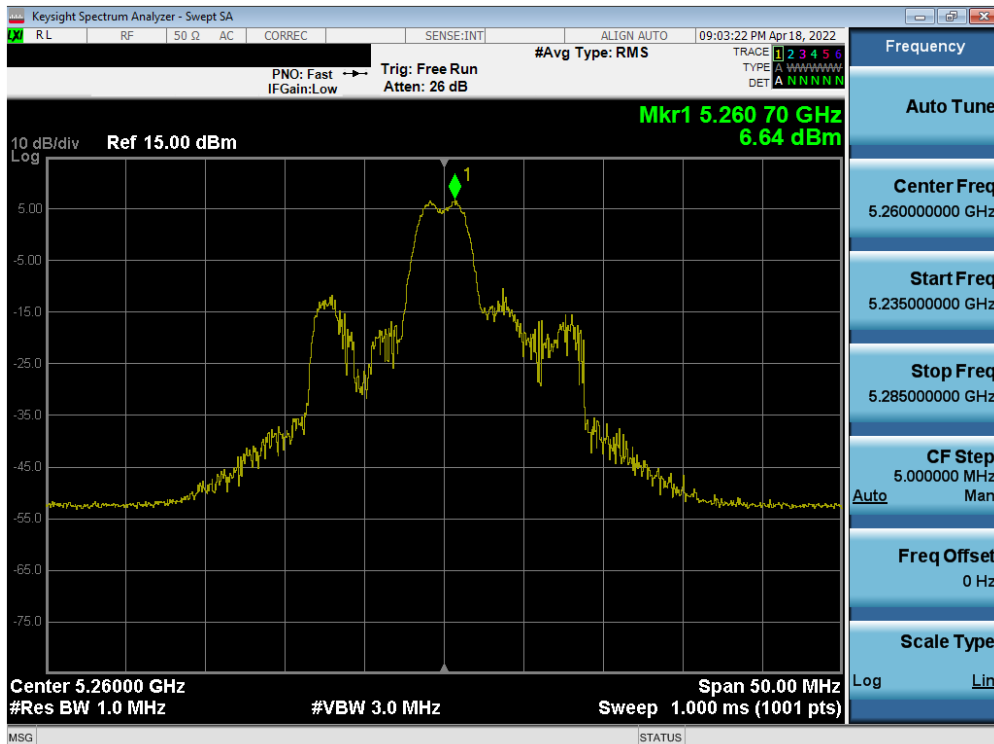 Keysight Spectrum Analyzer - Swept SA
LXI RL RF 50 Ω AC CORREC SENSE:INT ALIGN AUTO 09:03:22 PM Apr 18, 2022
PNO: Fast Trig: Free Run #Avg Type: RMS TRACE 1 2 3 4 5 6
IFGain:Low Atten: 26 dB TYPE A WWWWW
DET A N N N N N
Mkr1 5.260 70 GHz
6.64 dBm
10 dB/div Ref 15.00 dBm
Log
1
5.00
-5.00
-15.0
-25.0
-35.0
-45.0
-55.0
-65.0
-75.0
Center 5.26000 GHz Span 50.00 MHz
#Res BW 1.0 MHz #VBW 3.0 MHz Sweep 1.000 ms (1001 pts)
MSG STATUS
Frequency
Auto Tune
Center Freq
5.260000000 GHz
Start Freq
5.235000000 GHz
Stop Freq
5.285000000 GHz
CF Step
5.000000 MHz
Auto Man
Freq Offset
0 Hz
Scale Type
Log Lin